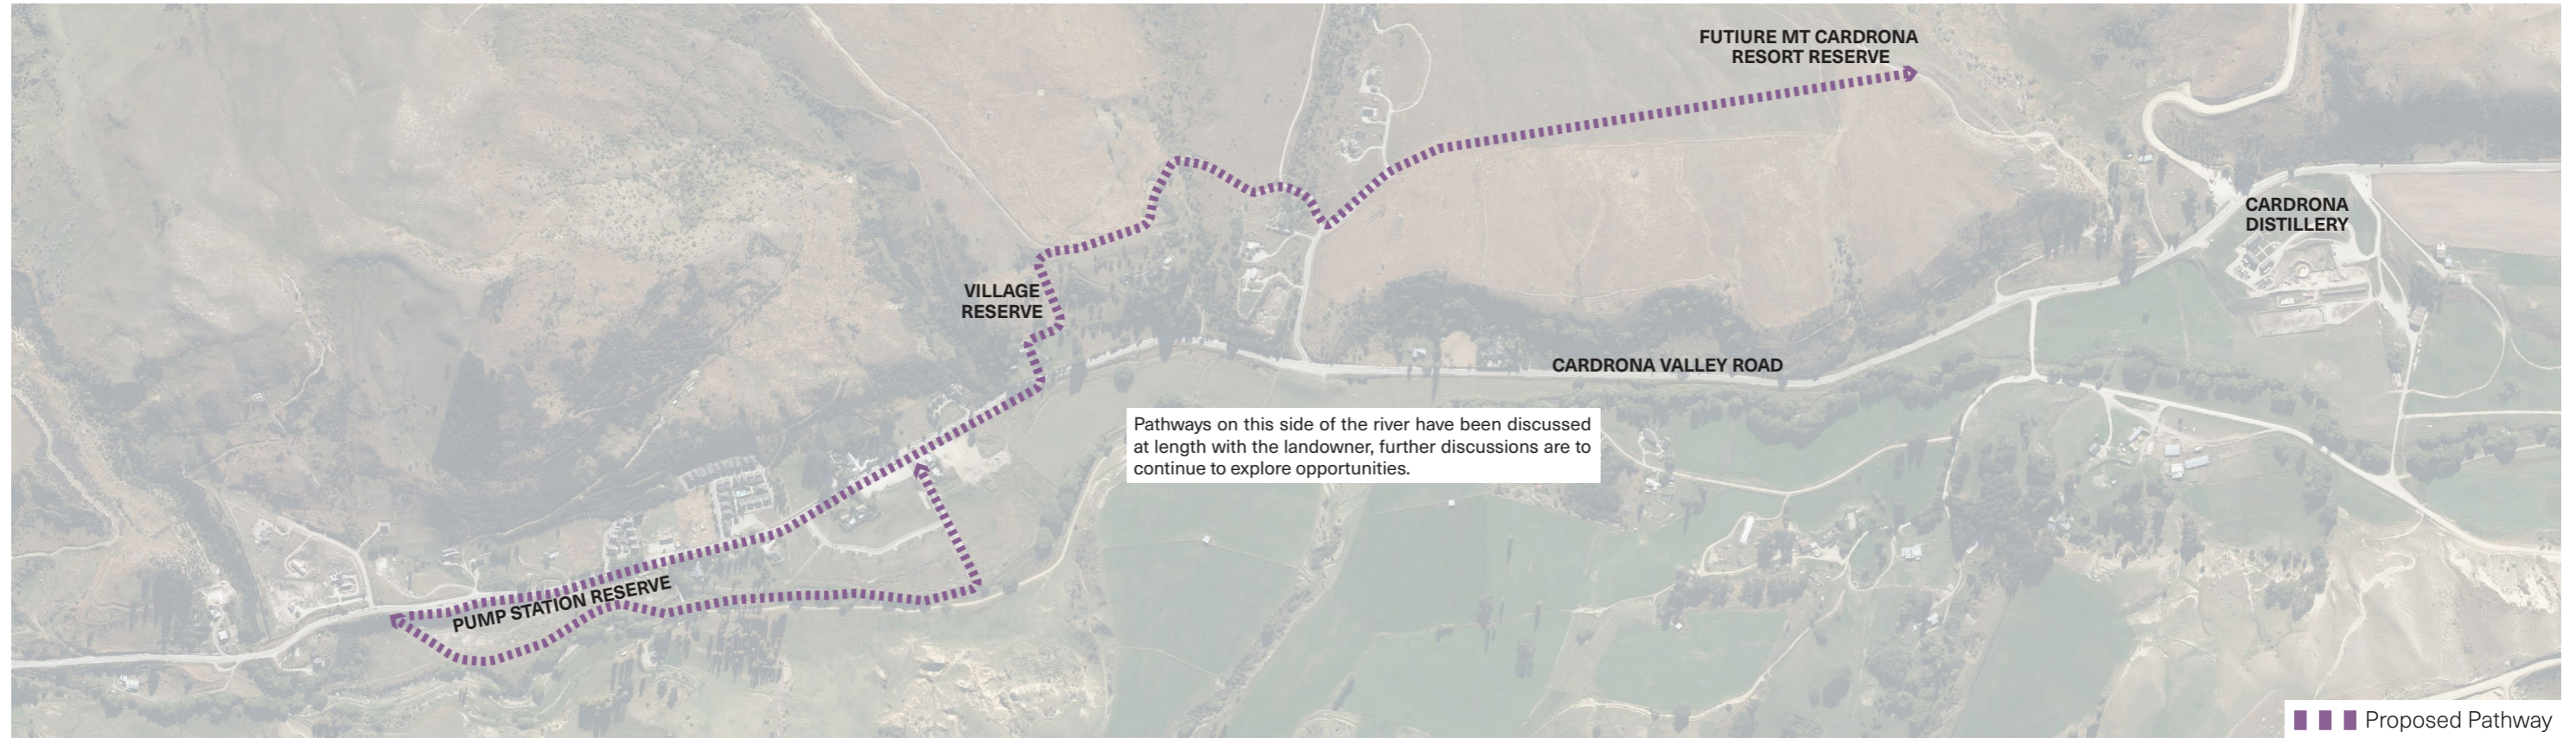 FUTIURE MT CARDRONA
RESORT RESERVE
CARDRONA
DISTILLERY
VILLAGE
RESERVE
CARDRONA VALLEY ROAD
Pathways on this side of the river have been discussed
at length with the landowner, further discussions are to
continue to explore opportunities.
PUMP STATION RESERVE
Proposed Pathway